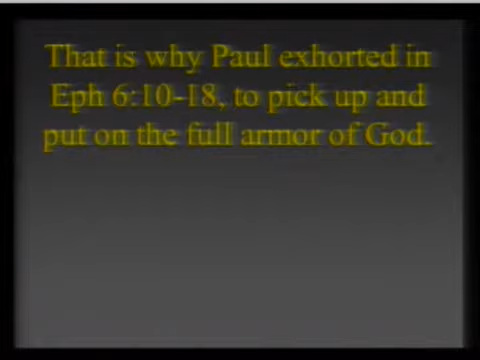 That is why Paul exhorted in
Eph 6:10-18, to pick up and
put on the full armor of God.